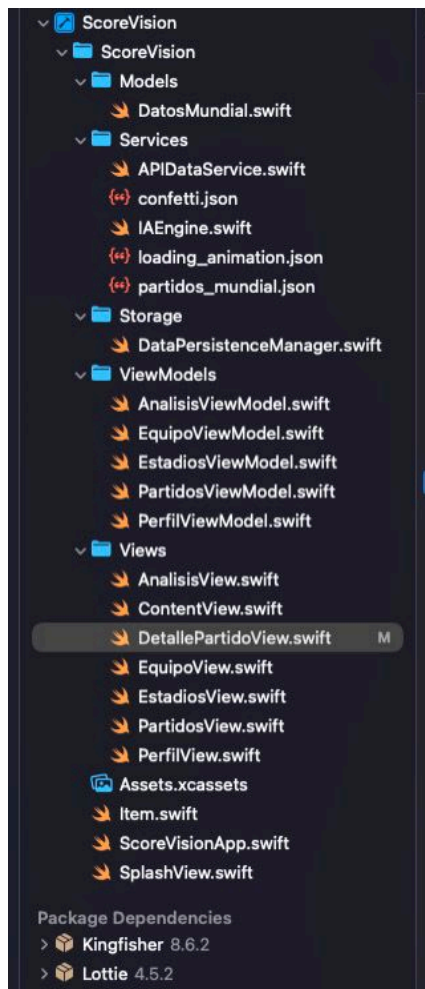 ScoreVision
ScoreVision
Models
DatosMundial.swift
Services
APIDataService.swift
confetti.json
IAEngine.swift
loading_animation.json
partidos_mundial.json
Storage
DataPersistenceManager.swift
ViewModels
AnalisisViewModel.swift
EquipoViewModel.swift
EstadiosViewModel.swift
PartidosViewModel.swift
PerfilViewModel.swift
Views
AnalisisView.swift
ContentView.swift
DetallePartidoView.swift M
EquipoView.swift
EstadiosView.swift
PartidosView.swift
PerfilView.swift
Assets.xcassets
Item.swift
ScoreVisionApp.swift
SplashView.swift
Package Dependencies
Kingfisher 8.6.2
Lottie 4.5.2